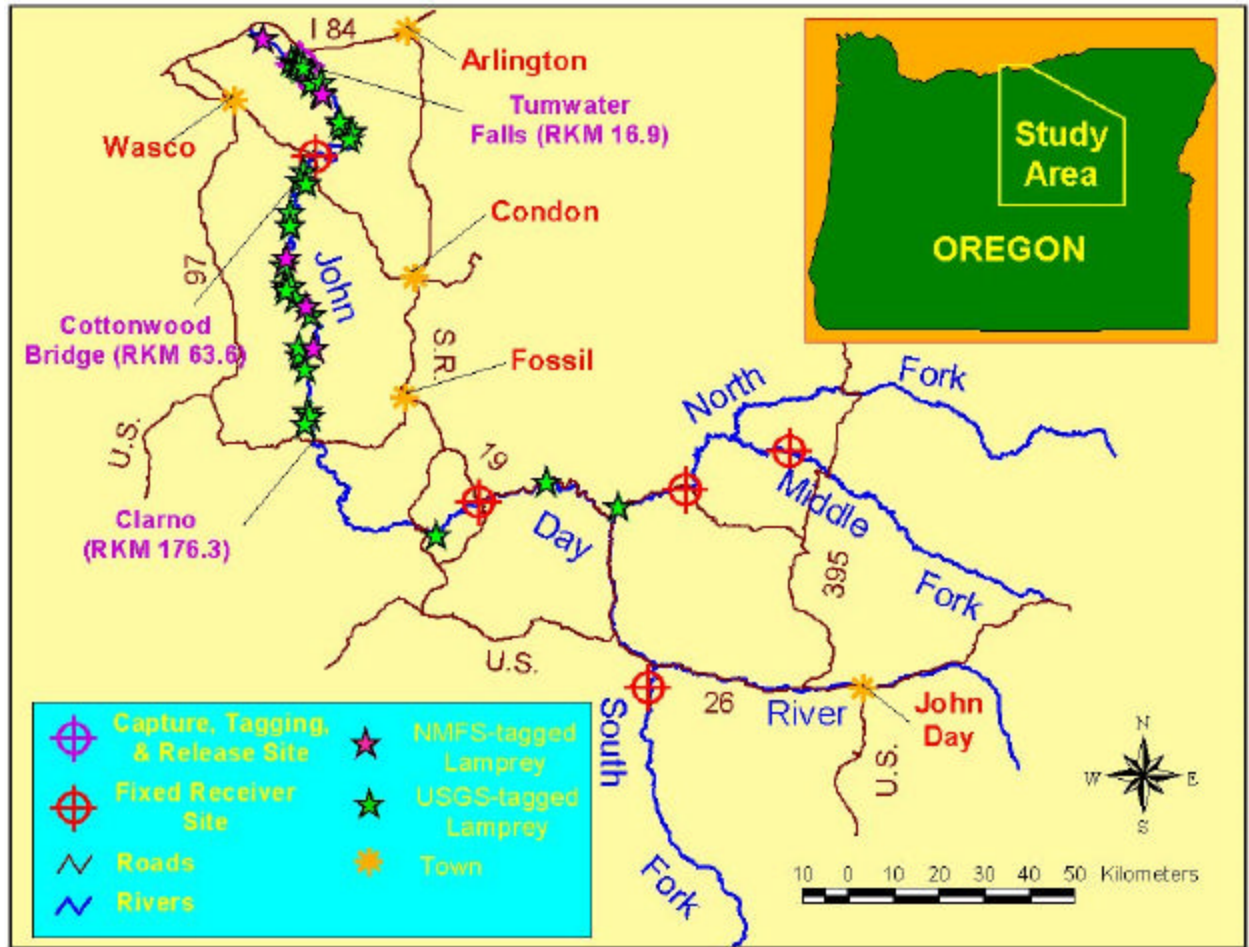 I 84
Arlington
Tumwater
Falls (RKM 16.9)
Wasco
Condon
97
John
Cottonwood
Bridge (RKM 63.6)
S.R.
Fossil
U.S.
19
Clarno
(RKM 176.3)
Day
North
Fork
Middle
Fork
395
U.S.
26
River
John
Day
South
Fork
U.S.
Study
Area
OREGON
Capture, Tagging,
& Release Site
Fixed Receiver
Site
Roads
Rivers
NMFS-tagged
Lamprey
USGS-tagged
Lamprey
Town
N
W E
S
10 0 10 20 30 40 50 Kilometers